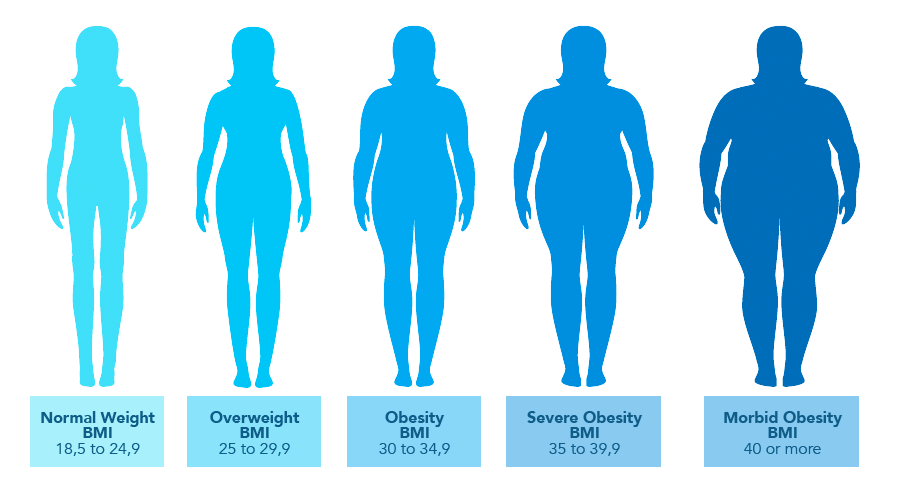 Normal Weight
BMI
18,5 to 24,9
Overweight
BMI
25 to 29,9
Obesity
BMI
30 to 34,9
Severe Obesity
BMI
35 to 39,9
Morbid Obesity
BMI
40 or more